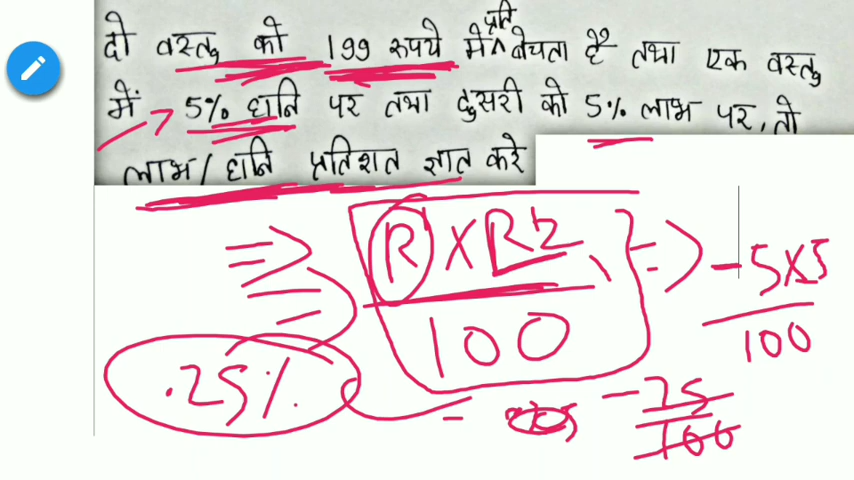 दो वस्तु को 199 रुपये प्रति में बेचता है तथा एक वस्तु
में 5% हानि पर तथा दुसरी को 5% लाभ पर, तो
लाभ/हानि प्रतिशत ज्ञात करे
=> R × R2 => -5×5
100 100
.25% = -25
100